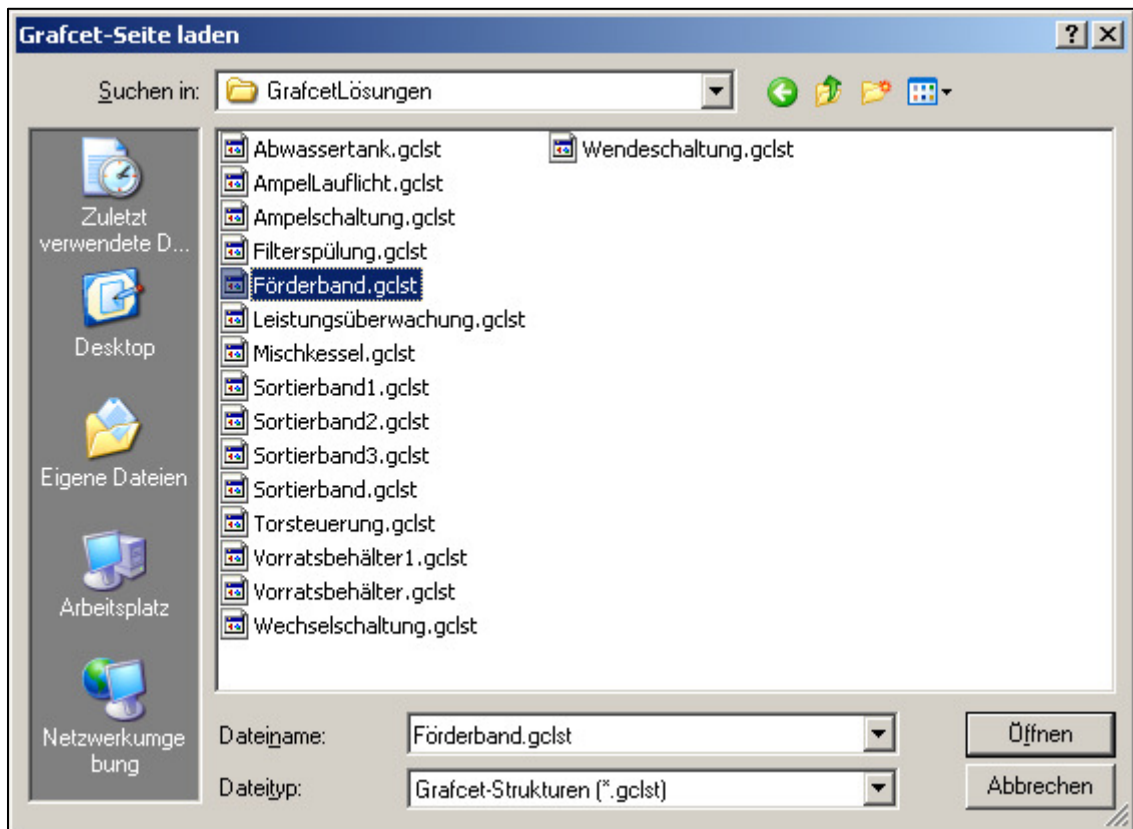 Grafcet-Seite laden
Suchen in: GrafcetLösungen
Zuletzt
verwendete D...
Desktop
Eigene Dateien
Arbeitsplatz
Netzwerkumge
bung
Abwassertank.gclst
AmpelLauflicht.gclst
Ampelschaltung.gclst
Filterspülung.gclst
Förderband.gclst
Leistungsüberwachung.gclst
Mischkessel.gclst
Sortierband1.gclst
Sortierband2.gclst
Sortierband3.gclst
Sortierband.gclst
Torsteuerung.gclst
Vorratsbehälter1.gclst
Vorratsbehälter.gclst
Wechselschaltung.gclst
Wendeschaltung.gclst
Dateiname: Förderband.gclst Öffnen
Dateityp: Grafcet-Strukturen (*.gclst) Abbrechen